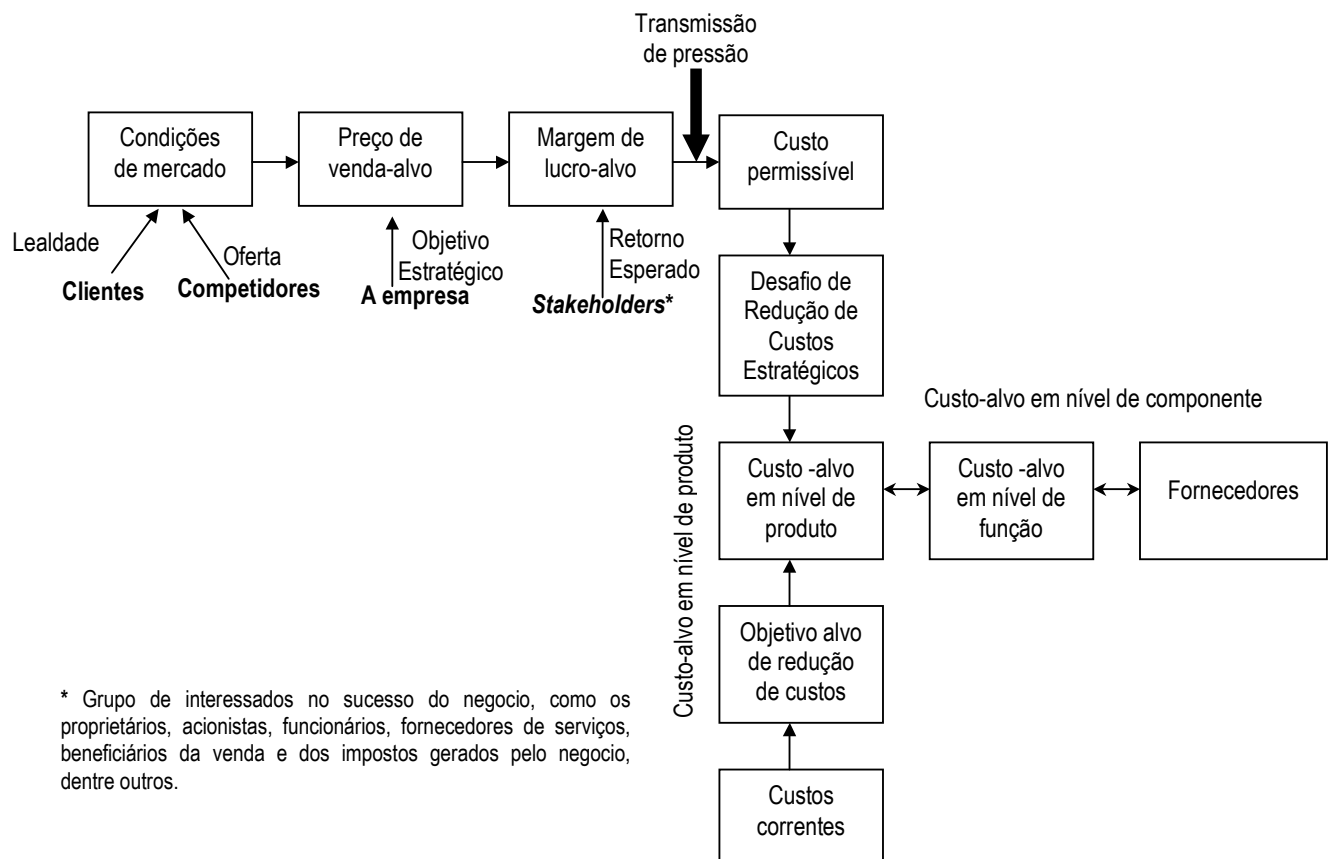 Transmissão
de pressão
Condições
de mercado
Preço de
venda-alvo
Margem de
lucro-alvo
Custo
permissível
Lealdade
Clientes
Oferta
Competidores
Objetivo
Estratégico
A empresa
Retorno
Esperado
Stakeholders*
Desafio de
Redução de
Custos
Estratégicos
Custo-alvo em nível de componente
Custo-alvo em nível de produto
Custo -alvo
em nível de
produto
Custo -alvo
em nível de
função
Fornecedores
Objetivo alvo
de redução
de custos
Custos
correntes
* Grupo de interessados no sucesso do negocio, como os
proprietários, acionistas, funcionários, fornecedores de serviços,
beneficiários da venda e dos impostos gerados pelo negocio,
dentre outros.